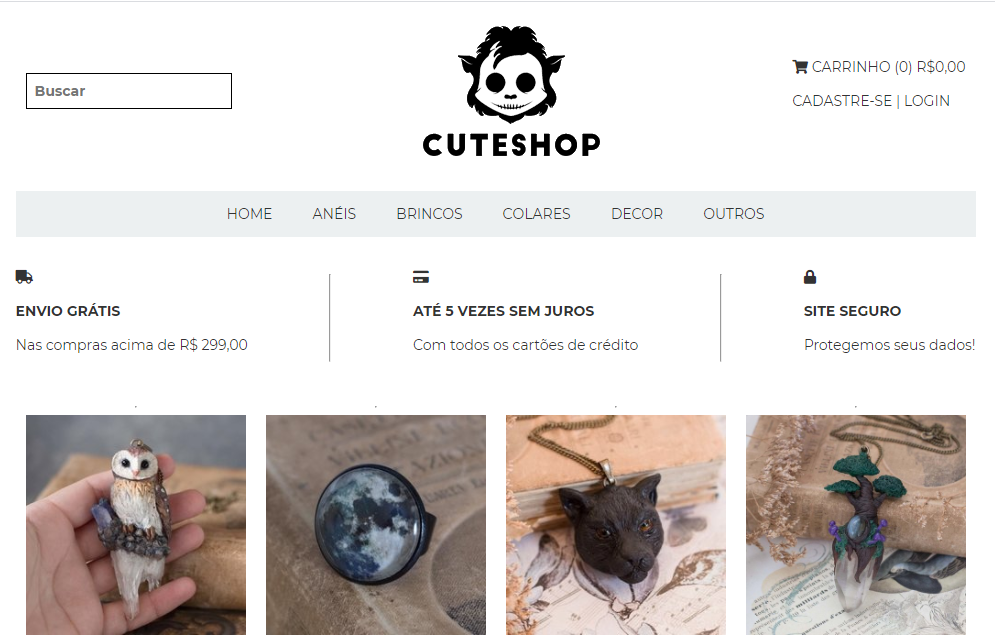 Buscar
CUTESHOP
CARRINHO (0) R$0,00
CADASTRE-SE | LOGIN
HOME ANÉIS BRINCOS COLARES DECOR OUTROS
ENVIO GRÁTIS
Nas compras acima de R$ 299,00
ATÉ 5 VEZES SEM JUROS
Com todos os cartões de crédito
SITE SEGURO
Protegemos seus dados!